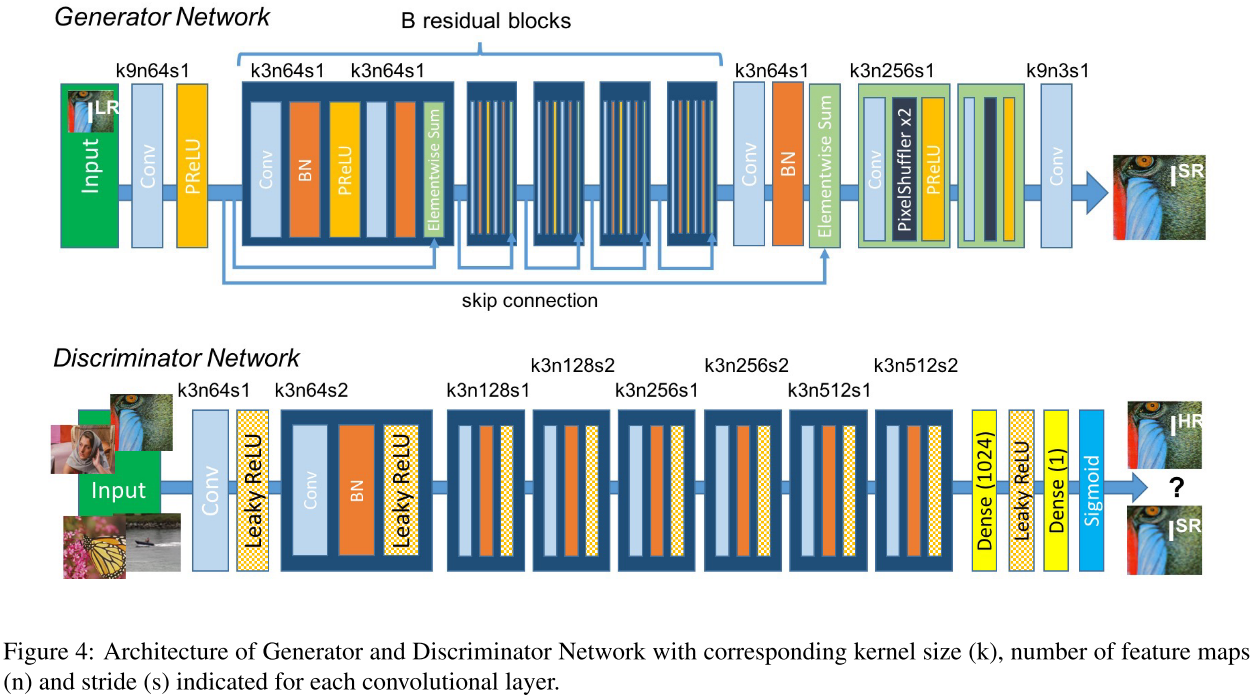 Generator Network
B residual blocks
k9n64s1
k3n64s1
k3n64s1
k3n64s1
k3n256s1
k9n3s1
I^LR
Input
Conv
PReLU
Conv
BN
PReLU
Elementwise Sum
Conv
BN
Elementwise Sum
Conv
PixelShuffler x2
PReLU
Conv
I^SR
skip connection
Discriminator Network
k3n128s2
k3n256s2
k3n512s2
k3n64s1
k3n64s2
k3n128s1
k3n256s1
k3n512s1
Input
Conv
Leaky ReLU
Conv
BN
Leaky ReLU
Dense (1024)
Leaky ReLU
Dense (1)
Sigmoid
I^HR
?
I^SR
Figure 4: Architecture of Generator and Discriminator Network with corresponding kernel size (k), number of feature maps
(n) and stride (s) indicated for each convolutional layer.